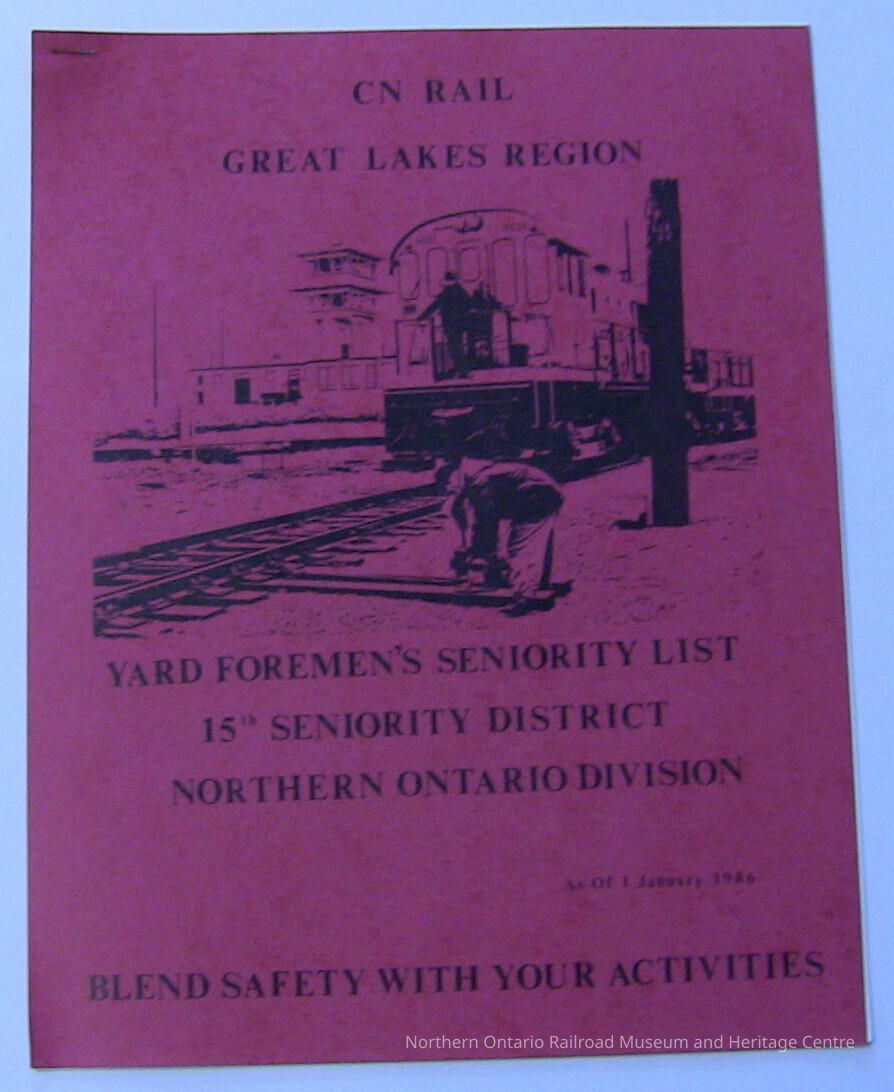 CN RAIL
GREAT LAKES REGION
YARD FOREMEN'S SENIORITY LIST
15th SENIORITY DISTRICT
NORTHERN ONTARIO DIVISION
As Of 1 January 1986
BLEND SAFETY WITH YOUR ACTIVITIES
Northern Ontario Railroad Museum and Heritage Centre